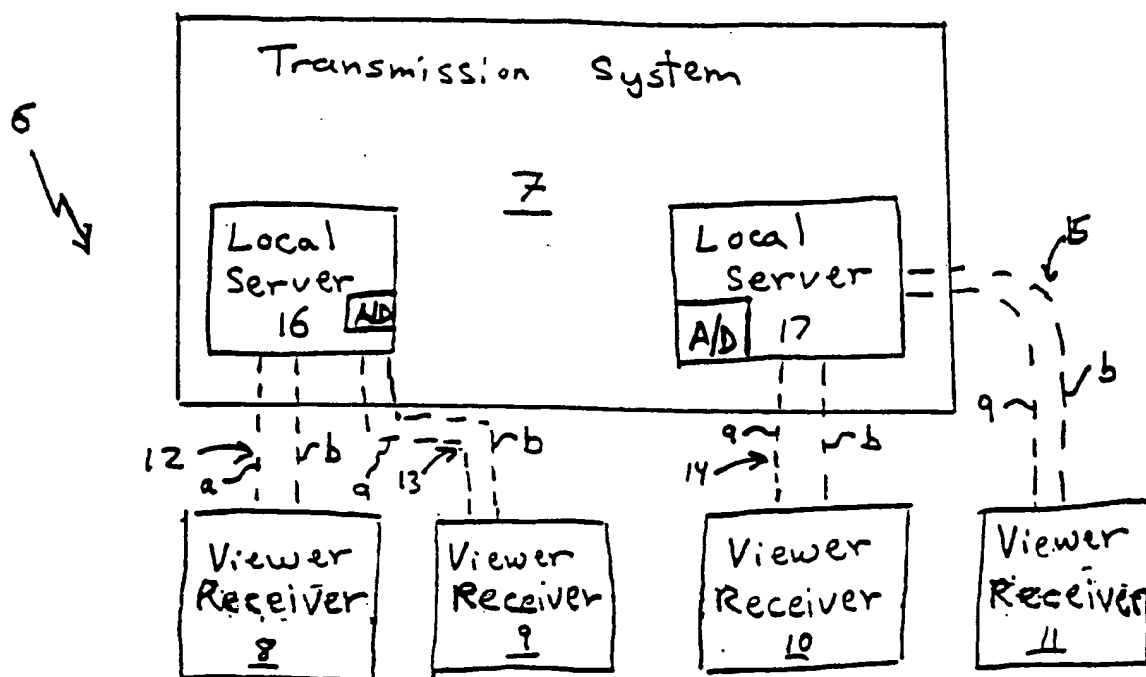 Transmission System
6
7
Local
Server
16
A/D
Local
Server
17
A/D
15
a
b
12
a
b
a
13
b
a
14
b
Viewer
Receiver
8
Viewer
Receiver
9
Viewer
Receiver
10
Viewer
Receiver
11